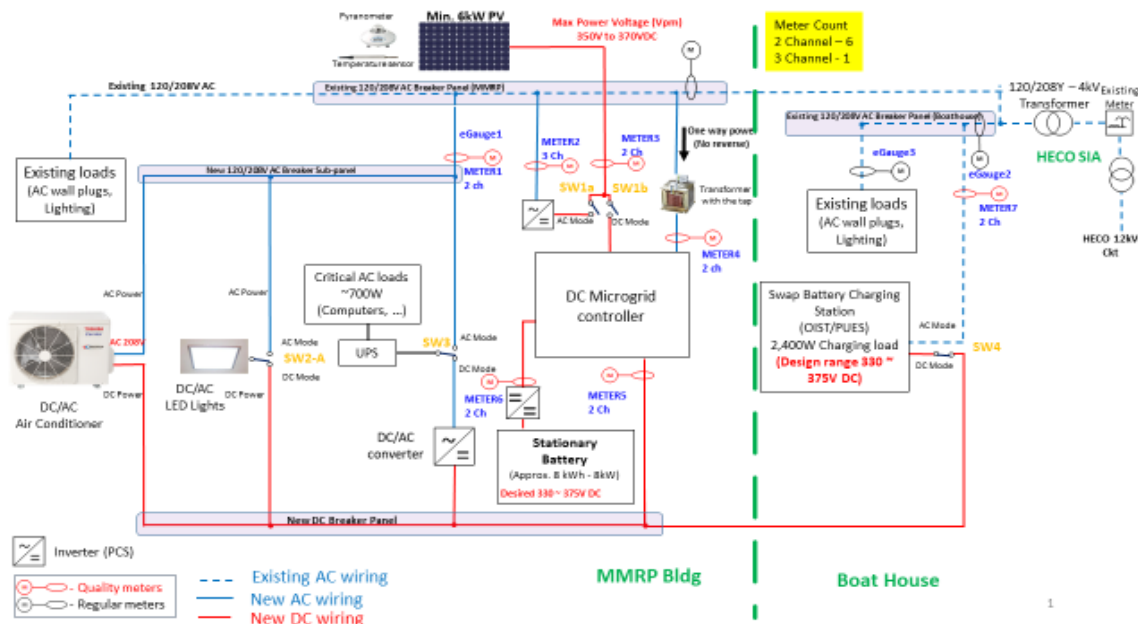 Pyranometer
Temperature sensor
Min. 6kW PV
Max Power Voltage (Vpm)
350V to 370VDC
Meter Count
2 Channel – 6
3 Channel - 1
M
Existing 120/208V AC
Existing 120/208V AC Breaker Panel (MMRP)
120/208Y – 4kV
Transformer
Existing
Meter
Existing 120/208V AC Breaker Panel (Boathouse)
HECO SIA
HECO 12kV
Ckt
Existing loads
(AC wall plugs,
Lighting)
New 120/208V AC Breaker Sub-panel
eGauge1
M
METER1
2 ch
METER2
3 Ch
M
METER3
2 Ch
M
One way power
(No reverse)
SW1a
SW1b
AC Mode
DC Mode
Transformer
with the tap
M
METER4
2 ch
eGauge3
M
Existing loads
(AC wall plugs,
Lighting)
M
eGauge2
M
METER7
2 Ch
AC Power
AC Power
Critical AC loads
~700W
(Computers, ...)
UPS
SW3
AC Mode
DC Mode
DC Microgrid
controller
Swap Battery Charging
Station
(OIST/PUES)
2,400W Charging load
(Design range 330 ~
375V DC)
AC Mode
SW4
DC Mode
AC 208V
DC Power
DC/AC
Air Conditioner
DC/AC
LED Lights
AC Mode
SW2-A
DC Mode
DC Power
M
METER6
2 Ch
M
METER5
2 Ch
DC/AC
converter
Stationary
Battery
(Approx. 8 kWh - 8kW)
Desired 330 ~ 375V DC
New DC Breaker Panel
Inverter (PCS)
- Quality meters
- Regular meters
Existing AC wiring
New AC wiring
New DC wiring
MMRP Bldg
Boat House
1